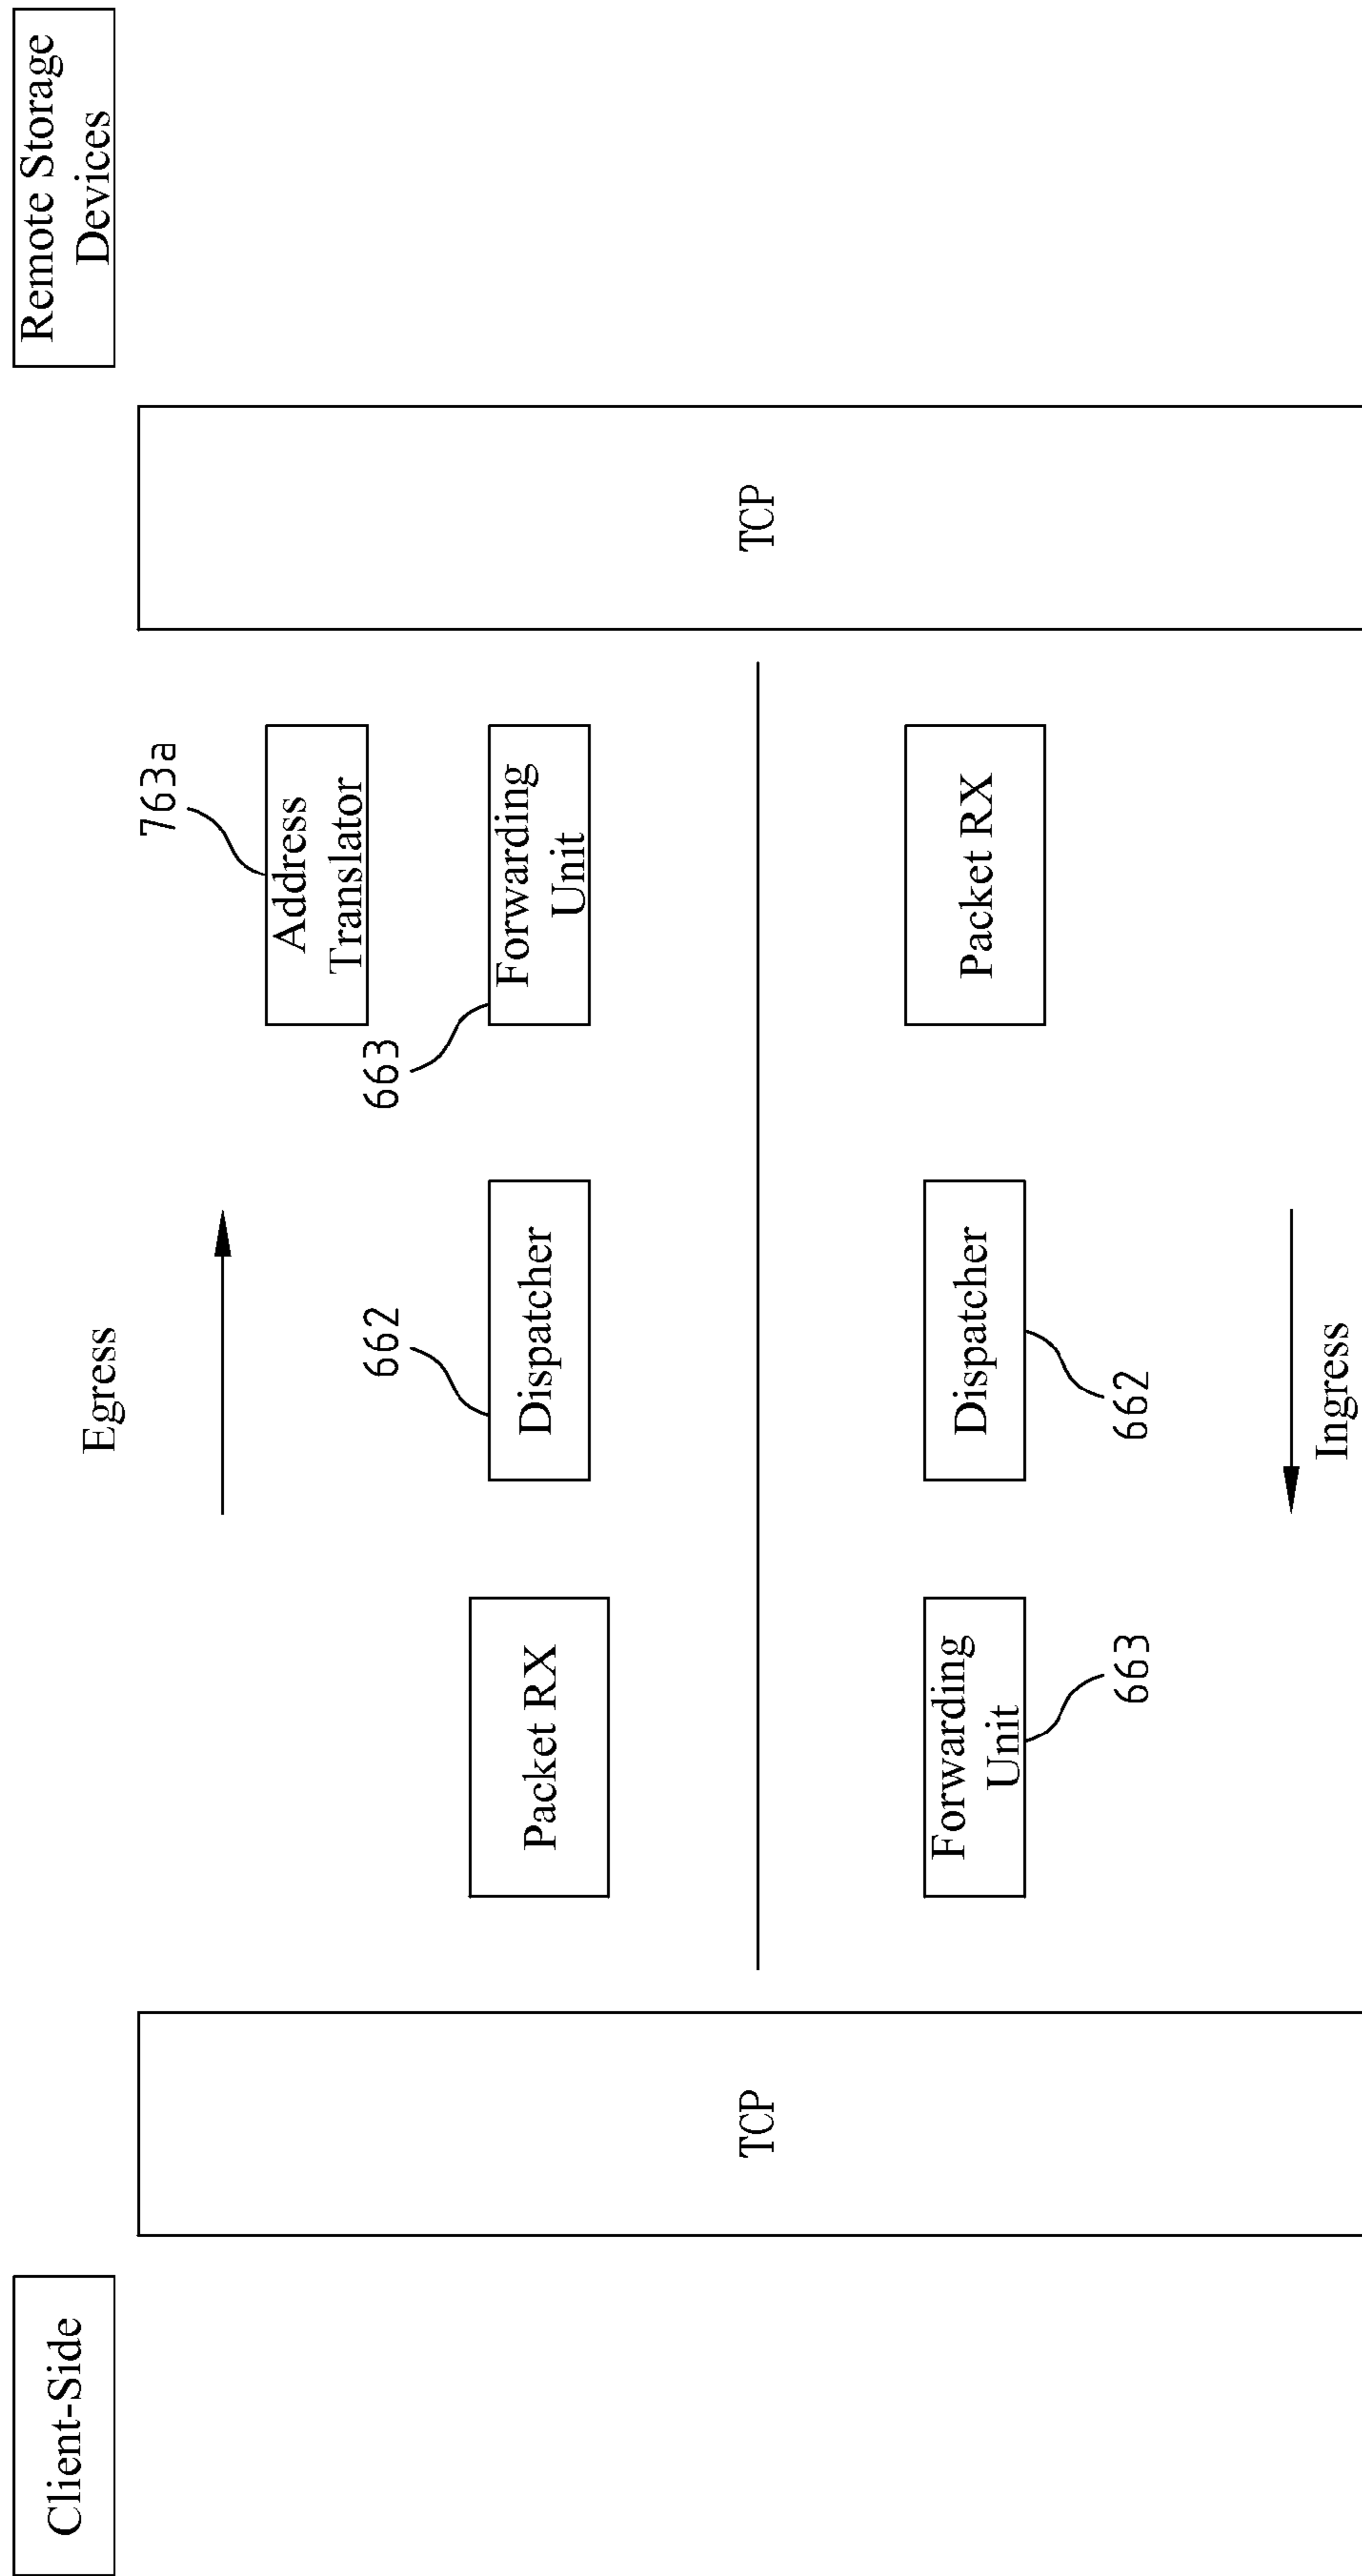 Client-Side
Remote Storage
Devices
Egress
763a
Address
Translator
662
663
Packet RX
Dispatcher
Forwarding
Unit
TCP
TCP
Forwarding
Unit
Dispatcher
Packet RX
663
662
Ingress